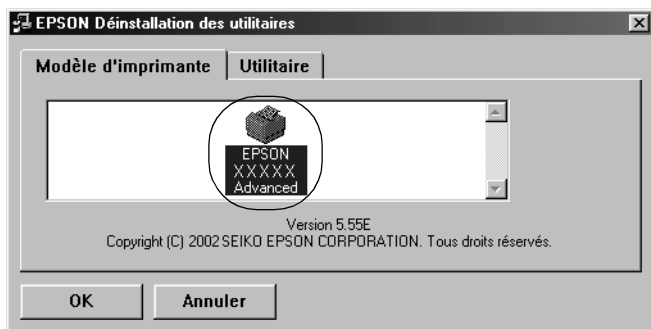 EPSON Déinstallation des utilitaires
Modèle d'imprimante
Utilitaire
EPSON
XXXXX
Advanced
Version 5.55E
Copyright (C) 2002 SEIKO EPSON CORPORATION. Tous droits réservés.
OK
Annuler